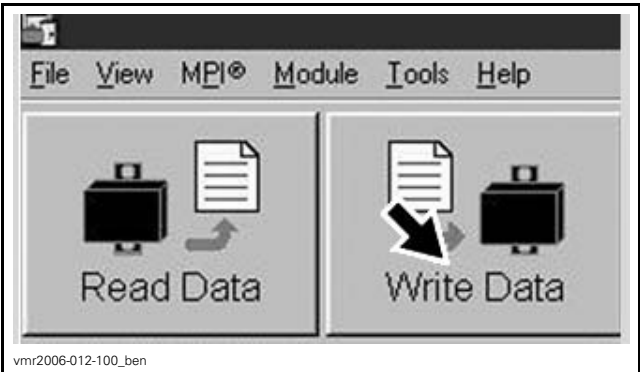 File View MPI® Module Tools Help
Read Data Write Data
vmr2006-012-100_ben